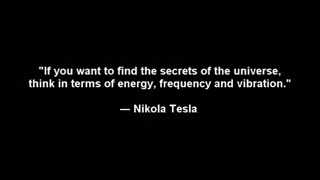 "If you want to find the secrets of the universe,
think in terms of energy, frequency and vibration."
— Nikola Tesla